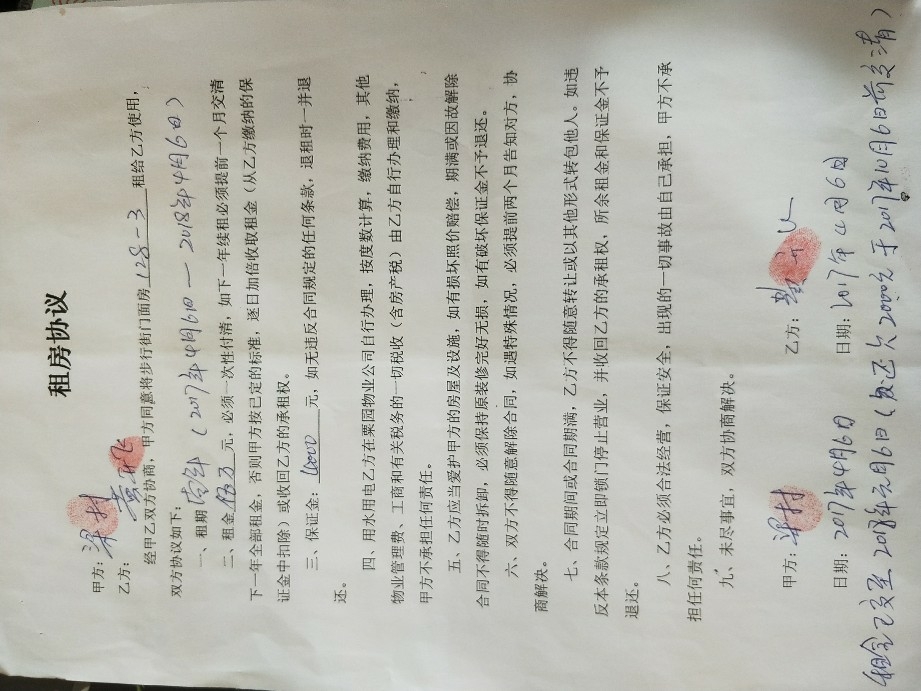 租房协议
甲方：梁村
乙方：
经甲乙双方协商，甲方同意将步行街门面房1-8-3租给乙方使用，
双方协议如下：
一、租期 （2017年4月6日—2018年4月6日）
二、租金 元，必须一次性付清，如下一年续租必须提前一个月交清
下一年全部租金，否则甲方按已定的标准，逐日加倍收取租金（从乙方缴纳的保
证金中扣除）或收回乙方的承租权。
三、保证金：4000元，如无违反合同规定的任何条款，退租时一并退
还。
四、用水用电乙方在粟园物业公司自行办理，按度数计算，缴纳费用，其他
物业管理费、工商和有关税务的一切税收（含房产税）由乙方自行办理和缴纳，
甲方不承担任何责任。
五、乙方应当爱护甲方的房屋及设施，如有损坏照价赔偿，期满或因故解除
合同不得随时拆卸，必须保持原装修完好无损，如有破坏保证金不予退还。
六、双方不得随意解除合同，如遇特殊情况，必须提前两个月告知对方，协
商解决。
七、合同期间或合同期满，乙方不得随意转让或以其他形式转包他人。如违
反本条款规定立即锁门停止营业，并收回乙方的承租权，所余租金和保证金不予
退还。
八、乙方必须合法经营，保证安全，出现的一切事故由自己承担，甲方不承
担任何责任。
九、未尽事宜，双方协商解决。
甲方：梁村 乙方：
日期：2017年4月6日 日期：2017年4月6日
租金已交至2018年元月6日（欠20000元于2017年10月6日前交清）